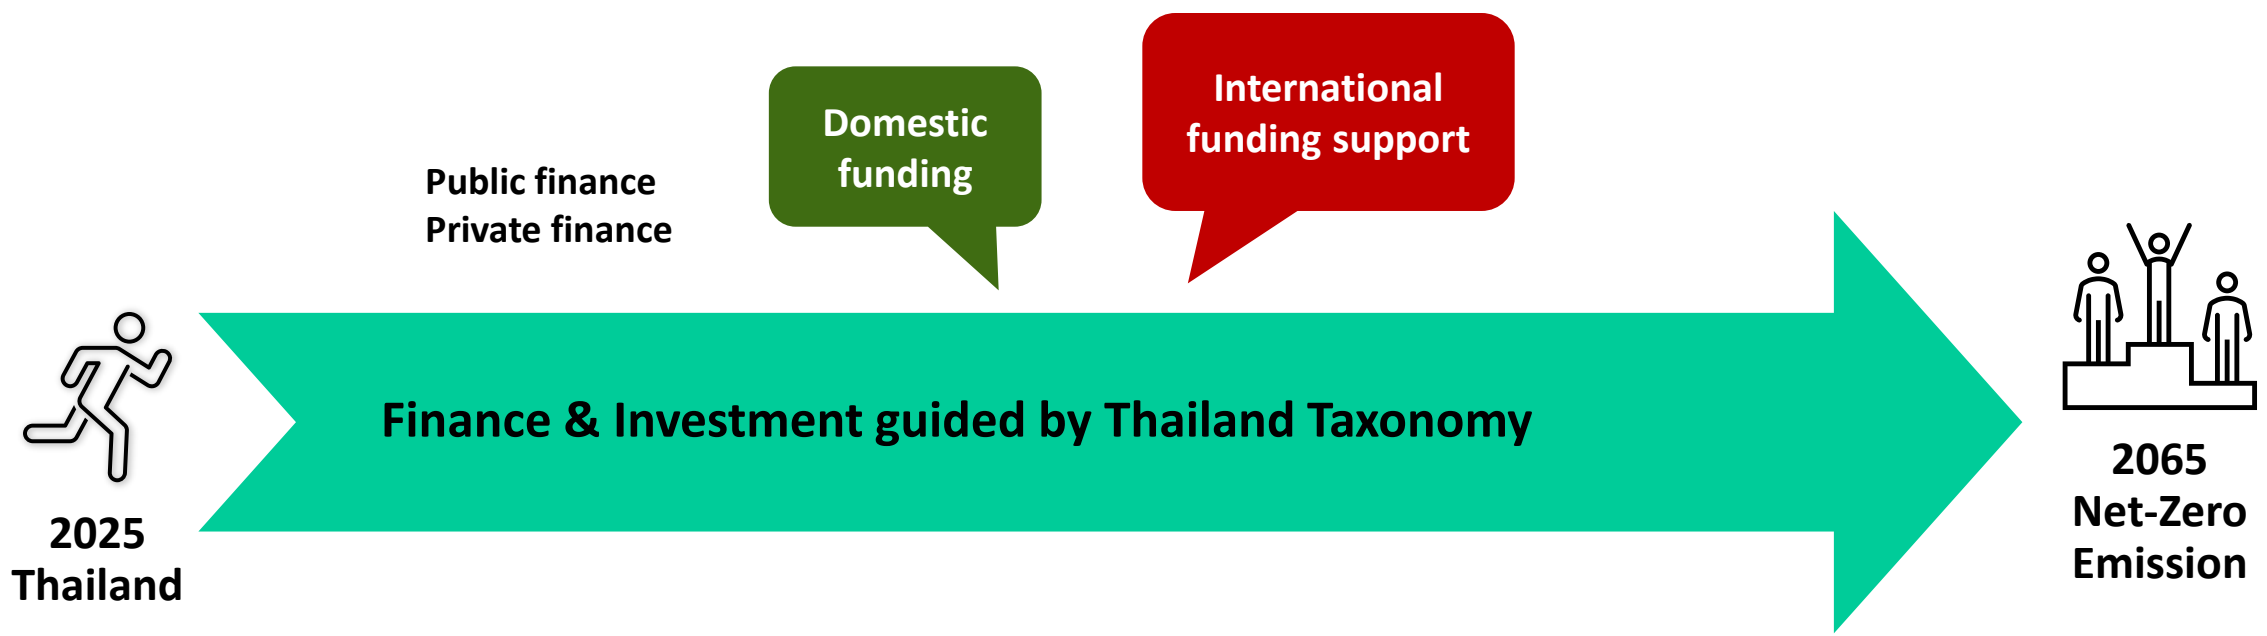 Public finance
Private finance
Domestic
funding
International
funding support
Finance & Investment guided by Thailand Taxonomy
2025
Thailand
2065
Net-Zero
Emission